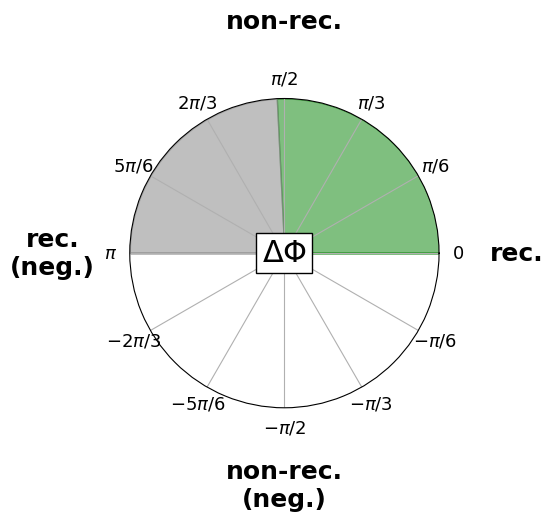 non-rec.
π/2
2π/3
π/3
5π/6
π/6
rec.
(neg.)
π
ΔΦ
0
rec.
−2π/3
−π/6
−5π/6
−π/3
−π/2
non-rec.
(neg.)